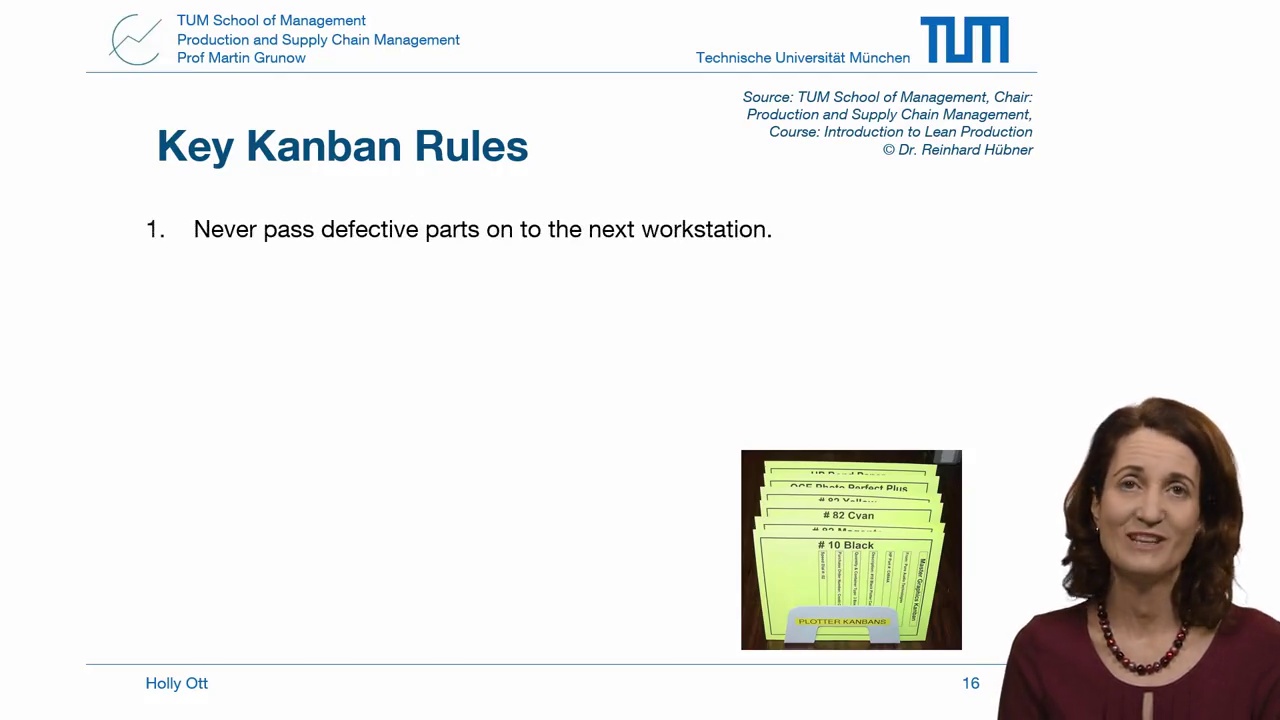 TUM School of Management
Production and Supply Chain Management
Prof Martin Grunow
Technische Universität München
TUM
Source: TUM School of Management, Chair:
Production and Supply Chain Management,
Course: Introduction to Lean Production
© Dr. Reinhard Hübner
Key Kanban Rules
1. Never pass defective parts on to the next workstation.
OCE Photo Perfect Plus
# 82 Yellow
# 82 Cyan
# 10 Black
Master Graphics Kanban
PLOTTER KANBANS
Holly Ott
16